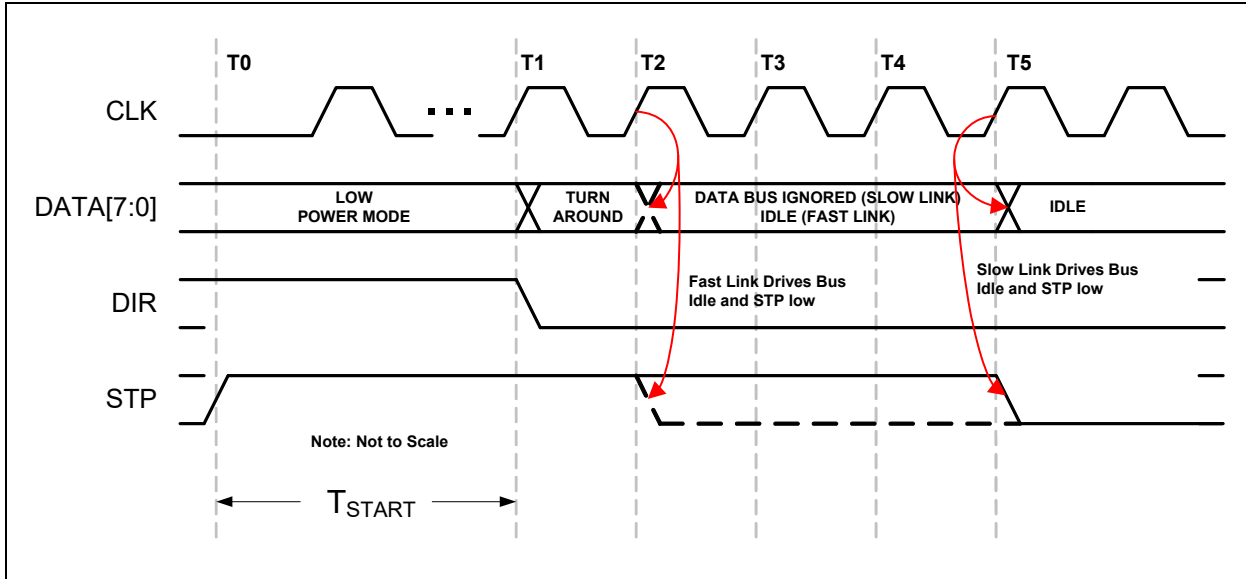 T0
T1
T2
T3
T4
T5
CLK
DATA[7:0]
LOW
POWER MODE
TURN
AROUND
DATA BUS IGNORED (SLOW LINK)
IDLE (FAST LINK)
IDLE
DIR
Fast Link Drives Bus
Idle and STP low
Slow Link Drives Bus
Idle and STP low
STP
Note: Not to Scale
TSTART